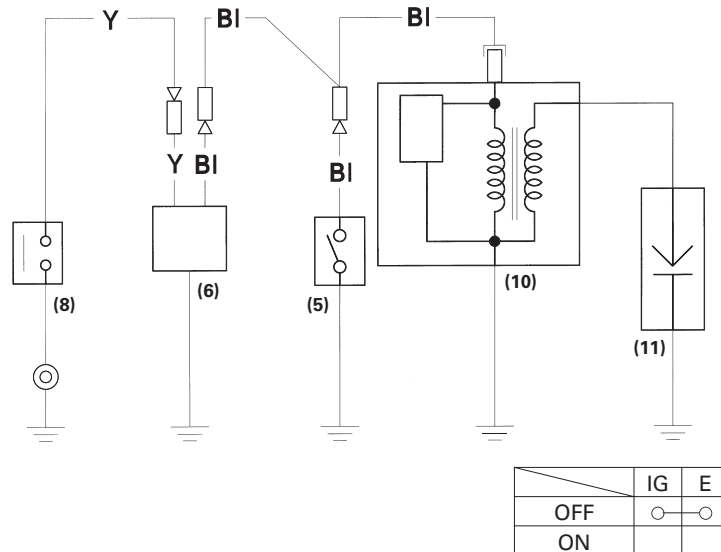 Y
Bl
Bl
Y Bl
Bl
(8)
(6)
(5)
(10)
(11)
IG E
OFF
ON